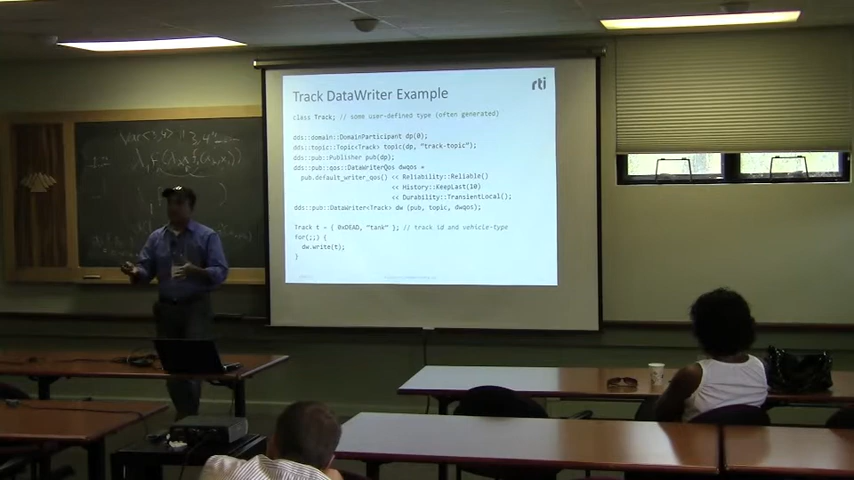 Track DataWriter Example
rti
class Track; // some user-defined type (often generated)
dds::domain::DomainParticipant dp(0);
dds::topic::Topic<Track> topic(dp, "track-topic");
dds::pub::Publisher pub(dp);
dds::pub::qos::DataWriterQos dwqos =
pub.default_writer_qos() << Reliability::Reliable()
<< History::KeepLast(10)
<< Durability::TransientLocal();
dds::pub::DataWriter<Track> dw (pub, topic, dwqos);
Track t = { 0xDEAD, "tank" }; // track id and vehicle-type
for(;;) {
dw.write(t);
}